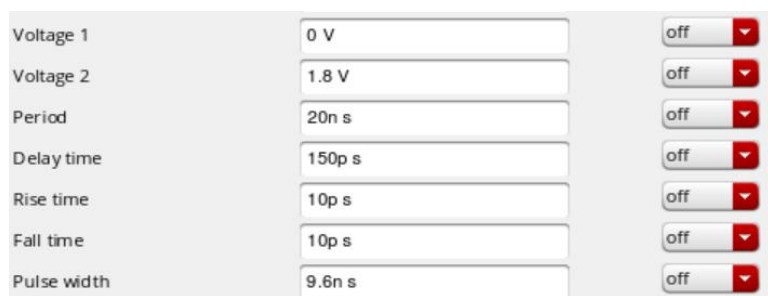 Voltage 1 0 V off
Voltage 2 1.8 V off
Period 20n s off
Delay time 150p s off
Rise time 10p s off
Fall time 10p s off
Pulse width 9.6n s off